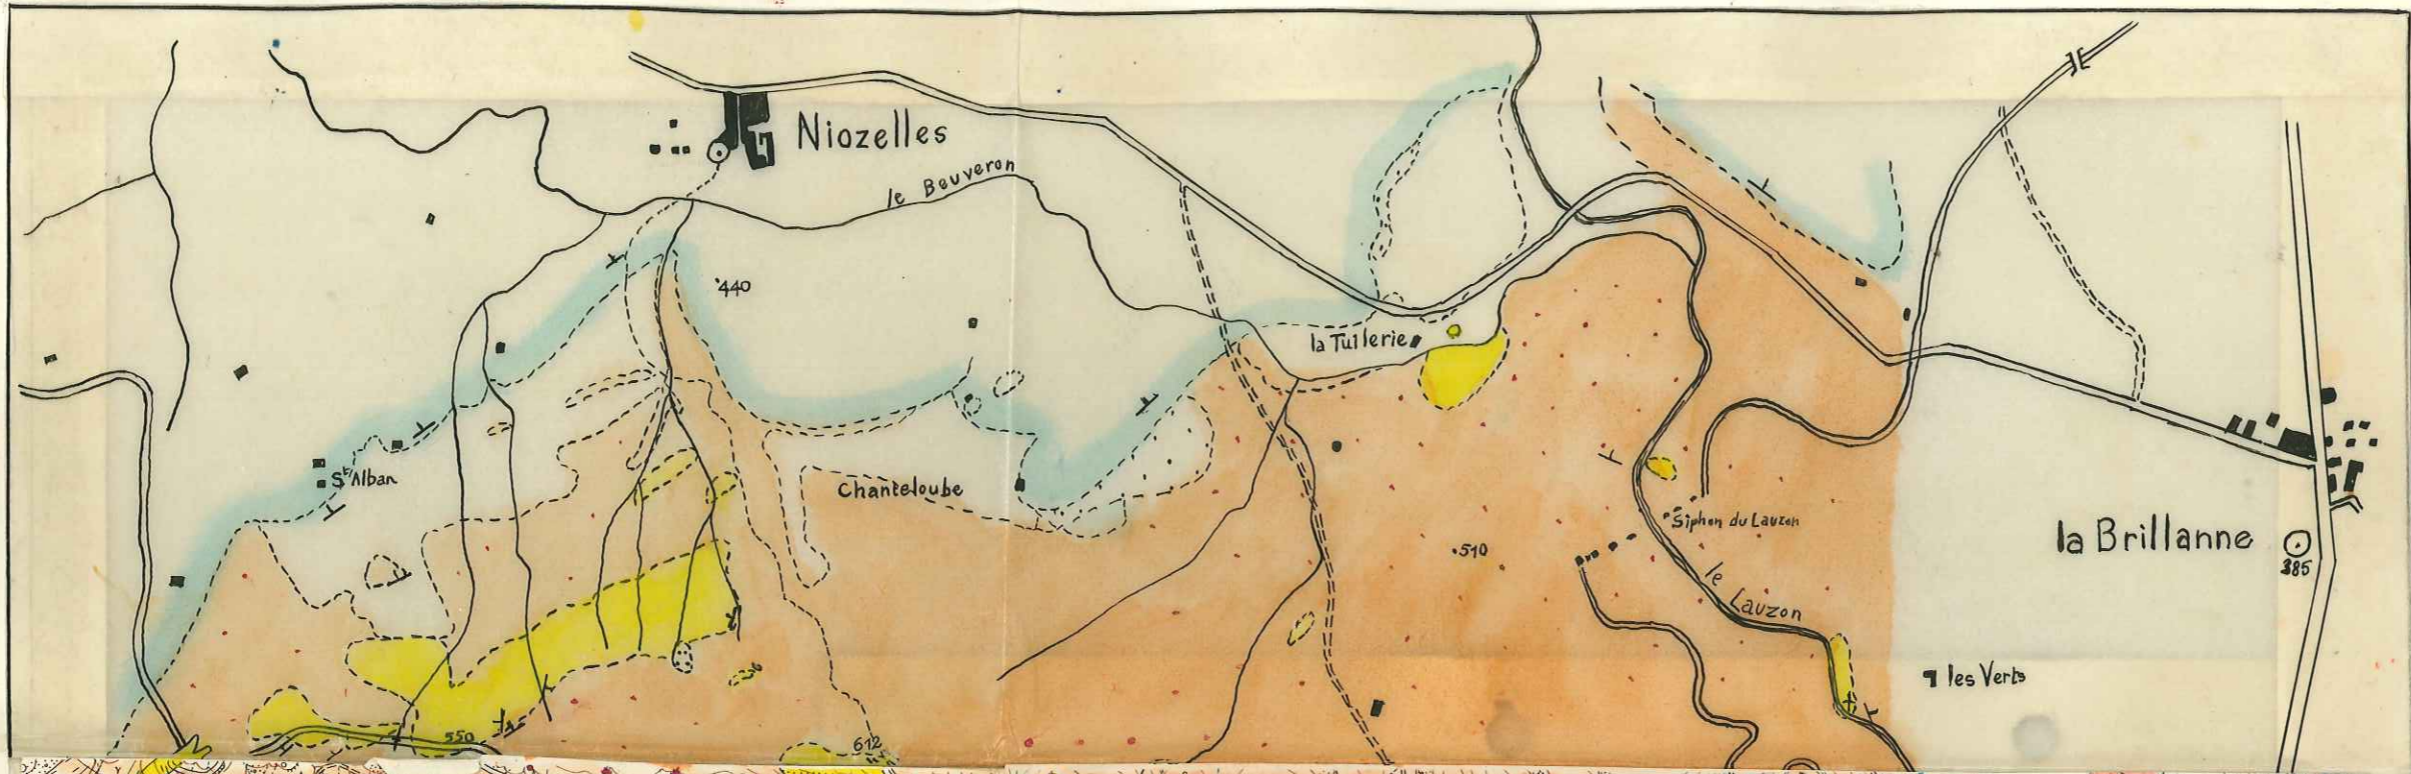 Niozelles
le Beuveron
440
la Tuilerie
St Alban
Chanteloube
Siphon du Lauzon
510
la Brillanne
385
le Lauzon
les Verts
550
612